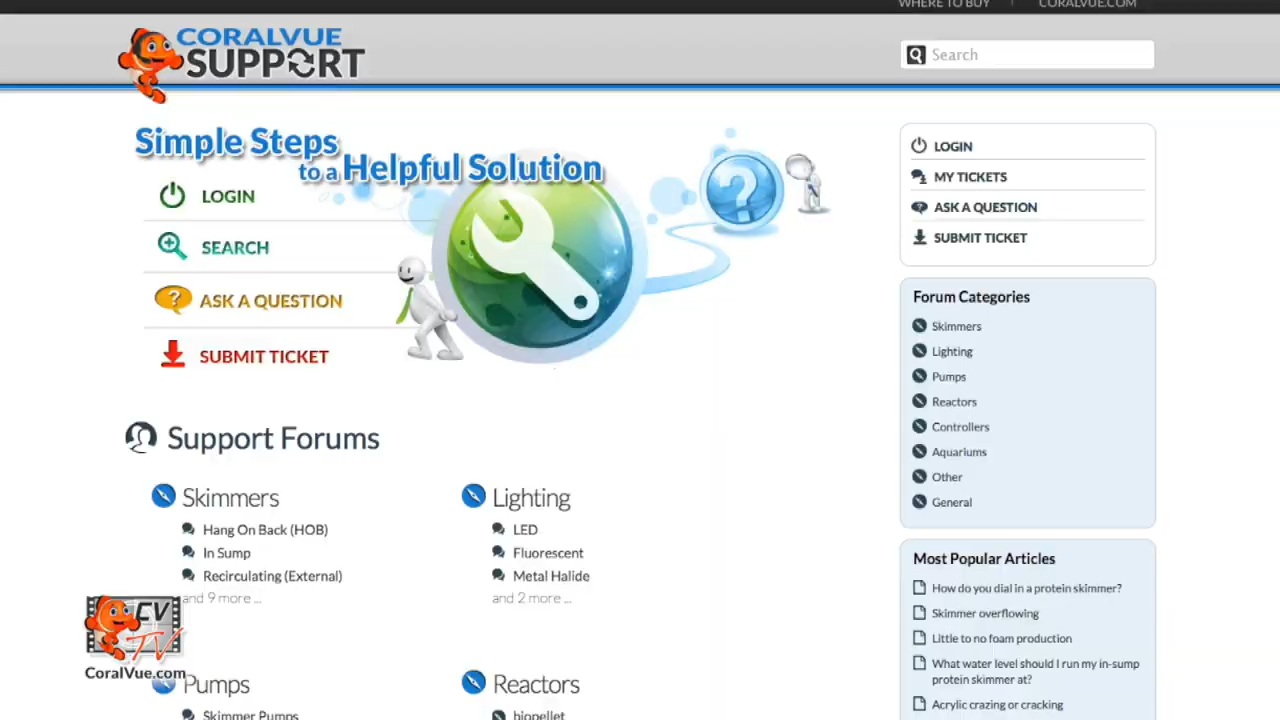 WHERE TO BUY
CORALVUE.COM
CORALVUE
SUPPORT
Search
Simple Steps
to a Helpful Solution
LOGIN
SEARCH
ASK A QUESTION
SUBMIT TICKET
LOGIN
MY TICKETS
ASK A QUESTION
SUBMIT TICKET
Forum Categories
Skimmers
Lighting
Pumps
Reactors
Controllers
Aquariums
Other
General
Support Forums
Skimmers
Hang On Back (HOB)
In Sump
Recirculating (External)
and 9 more ...
Lighting
LED
Fluorescent
Metal Halide
and 2 more ...
Most Popular Articles
How do you dial in a protein skimmer?
Skimmer overflowing
Little to no foam production
What water level should I run my in-sump
protein skimmer at?
Acrylic crazing or cracking
CV
TV
CoralVue.com
Pumps
Skimmer Pumps
Reactors
biopellet